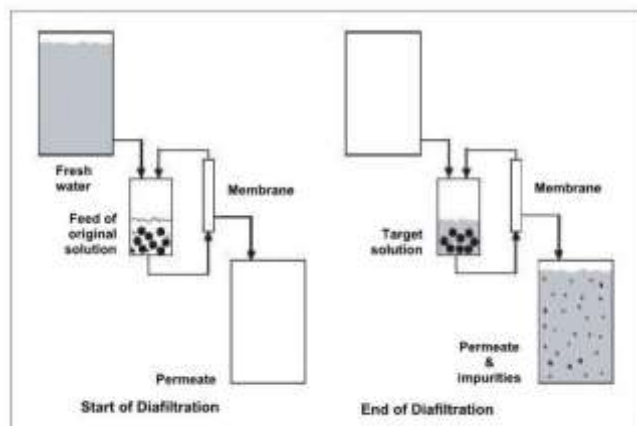 Fresh
water
Feed of
original
solution
Membrane
Permeate
Start of Diafiltration
Target
solution
Membrane
Permeate
&
impurities
End of Diafiltration